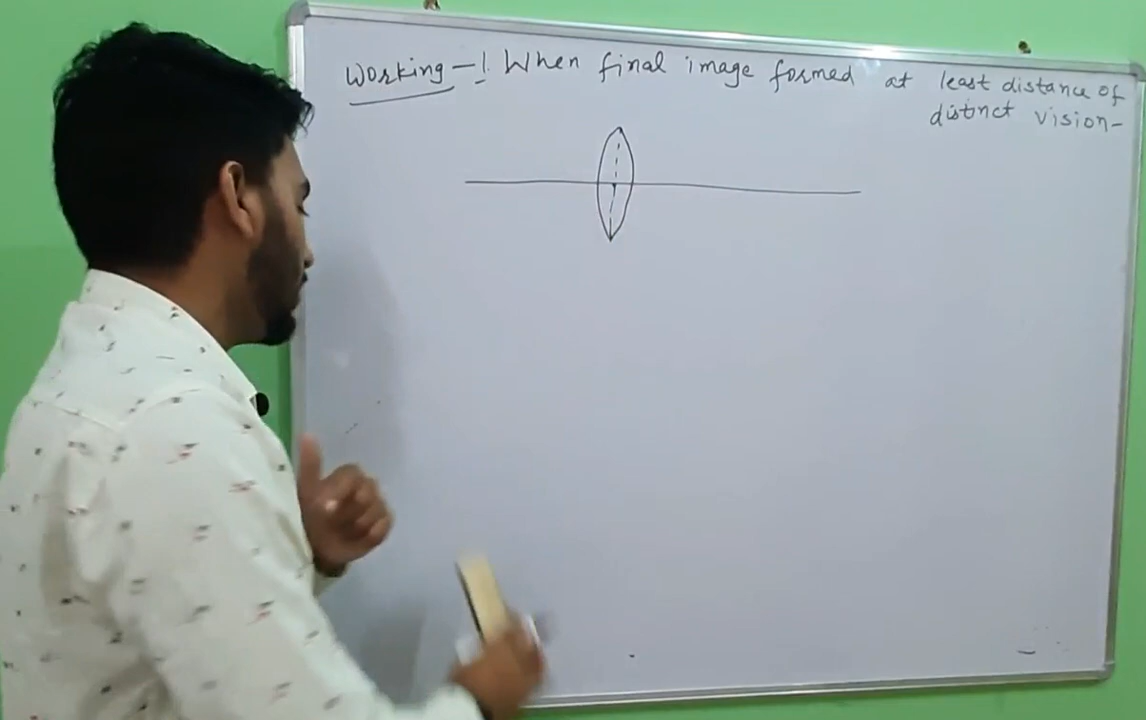 Working - 1. When final image formed at least distance of
distinct vision -